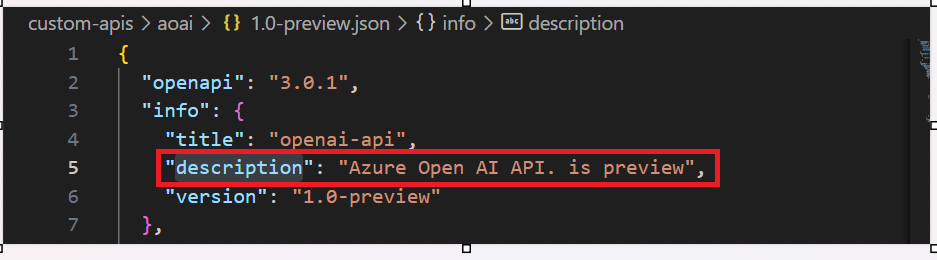 custom-apis > aoai > {} 1.0-preview.json > {} info > abc description
1 {
2 "openapi": "3.0.1",
3 "info": {
4 "title": "openai-api",
5 "description": "Azure Open AI API. is preview",
6 "version": "1.0-preview"
7 },